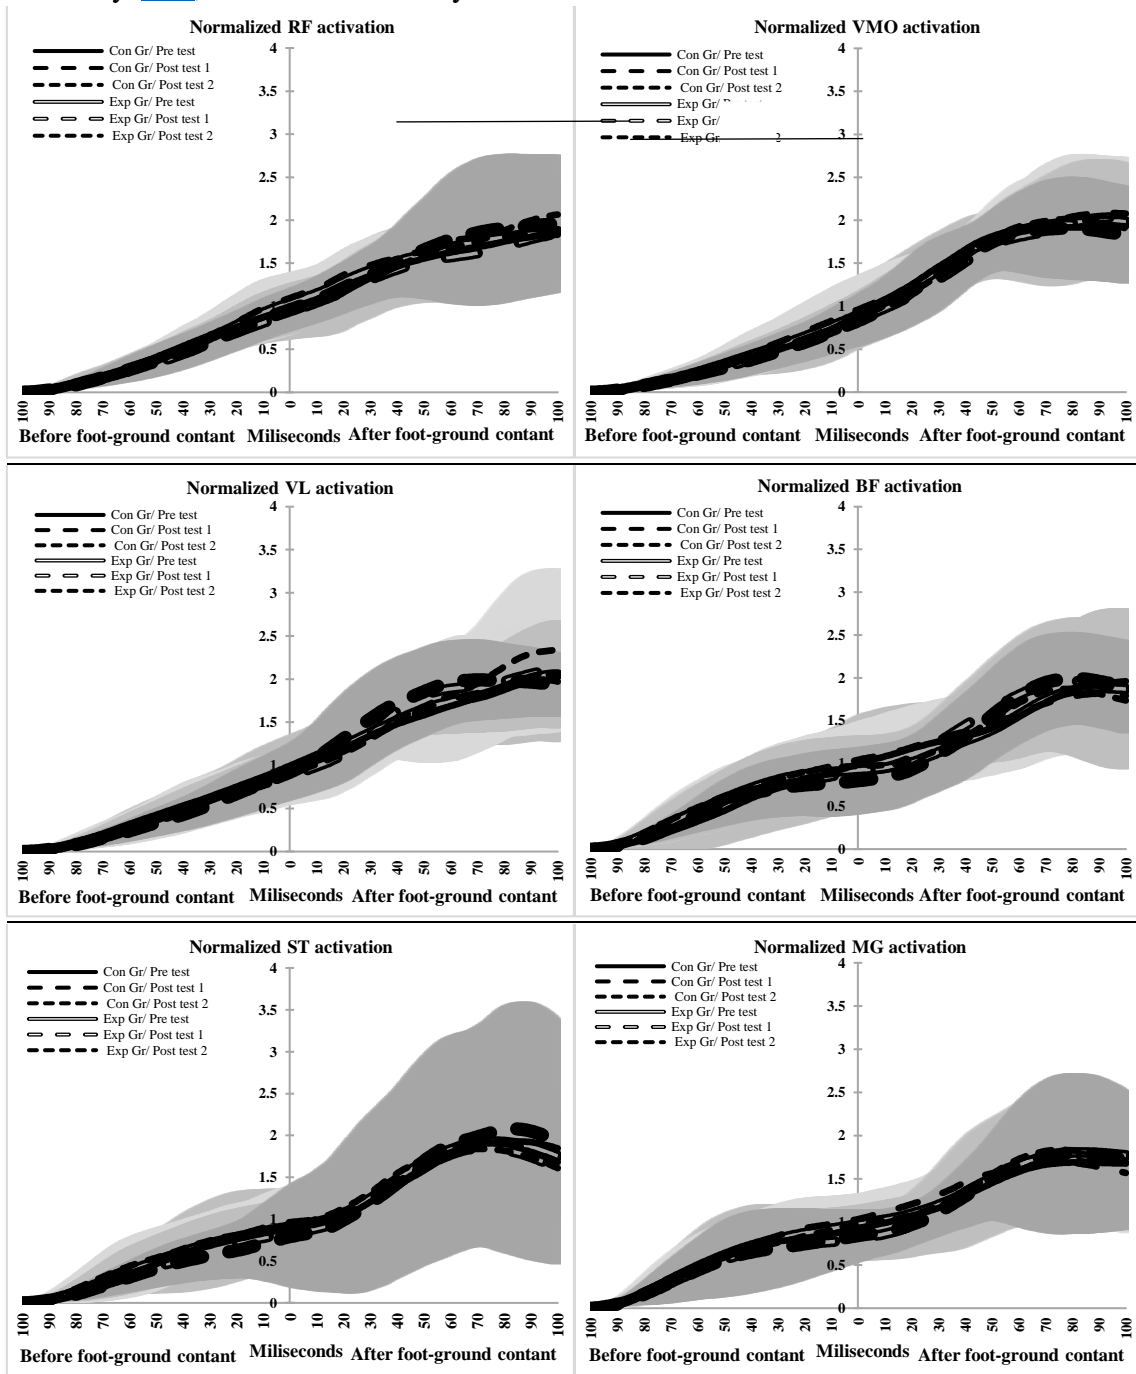 Normalized RF activation
Con Gr/ Pre test
Con Gr/ Post test 1
Con Gr/ Post test 2
Exp Gr/ Pre test
Exp Gr/ Post test 1
Exp Gr/ Post test 2
4
3.5
3
2.5
2
1.5
1
0.5
0
100 90 80 70 60 50 40 30 20 10 0 10 20 30 40 50 60 70 80 90 100
Before foot-ground contant Miliseconds After foot-ground contant
Normalized VMO activation
Con Gr/ Pre test
Con Gr/ Post test 1
Con Gr/ Post test 2
Exp Gr/
Exp Gr/
Exp Gr 2
4
3.5
3
2.5
2
1.5
1
0.5
0
100 90 80 70 60 50 40 30 20 10 0 10 20 30 40 50 60 70 80 90 100
Before foot-ground contant Miliseconds After foot-ground contant
Normalized VL activation
Con Gr/ Pre test
Con Gr/ Post test 1
Con Gr/ Post test 2
Exp Gr/ Pre test
Exp Gr/ Post test 1
Exp Gr/ Post test 2
4
3.5
3
2.5
2
1.5
1
0.5
0
100 90 80 70 60 50 40 30 20 10 0 10 20 30 40 50 60 70 80 90 100
Before foot-ground contant Miliseconds After foot-ground contant
Normalized BF activation
Con Gr/ Pre test
Con Gr/ Post test 1
Con Gr/ Post test 2
Exp Gr/ Pre test
Exp Gr/ Post test 1
Exp Gr/ Post test 2
4
3.5
3
2.5
2
1.5
1
0.5
0
100 90 80 70 60 50 40 30 20 10 0 10 20 30 40 50 60 70 80 90 100
Before foot-ground contant Miliseconds After foot-ground contant
Normalized ST activation
Con Gr/ Pre test
Con Gr/ Post test 1
Con Gr/ Post test 2
Exp Gr/ Pre test
Exp Gr/ Post test 1
Exp Gr/ Post test 2
4
3.5
3
2.5
2
1.5
1
0.5
0
100 90 80 70 60 50 40 30 20 10 0 10 20 30 40 50 60 70 80 90 100
Before foot-ground contant Miliseconds After foot-ground contant
Normalized MG activation
Con Gr/ Pre test
Con Gr/ Post test 1
Con Gr/ Post test 2
Exp Gr/ Pre test
Exp Gr/ Post test 1
Exp Gr/ Post test 2
4
3.5
3
2.5
2
1.5
1
0.5
0
100 90 80 70 60 50 40 30 20 10 0 10 20 30 40 50 60 70 80 90 100
Before foot-ground contant Miliseconds After foot-ground contant